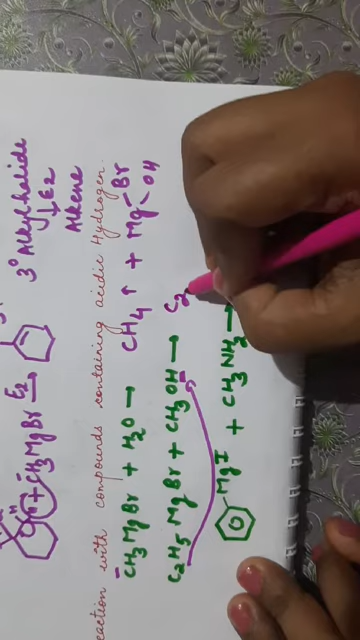 + CH3MgBr E2→
3° Alkylhalide
↓ E2
Alkene
Reaction with compounds containing acidic Hydrogen.
CH3MgBr + H2O → CH4 ↑ + Mg Br OH
C2H5MgBr + CH3OH → C2
MgI + CH3NH2 →